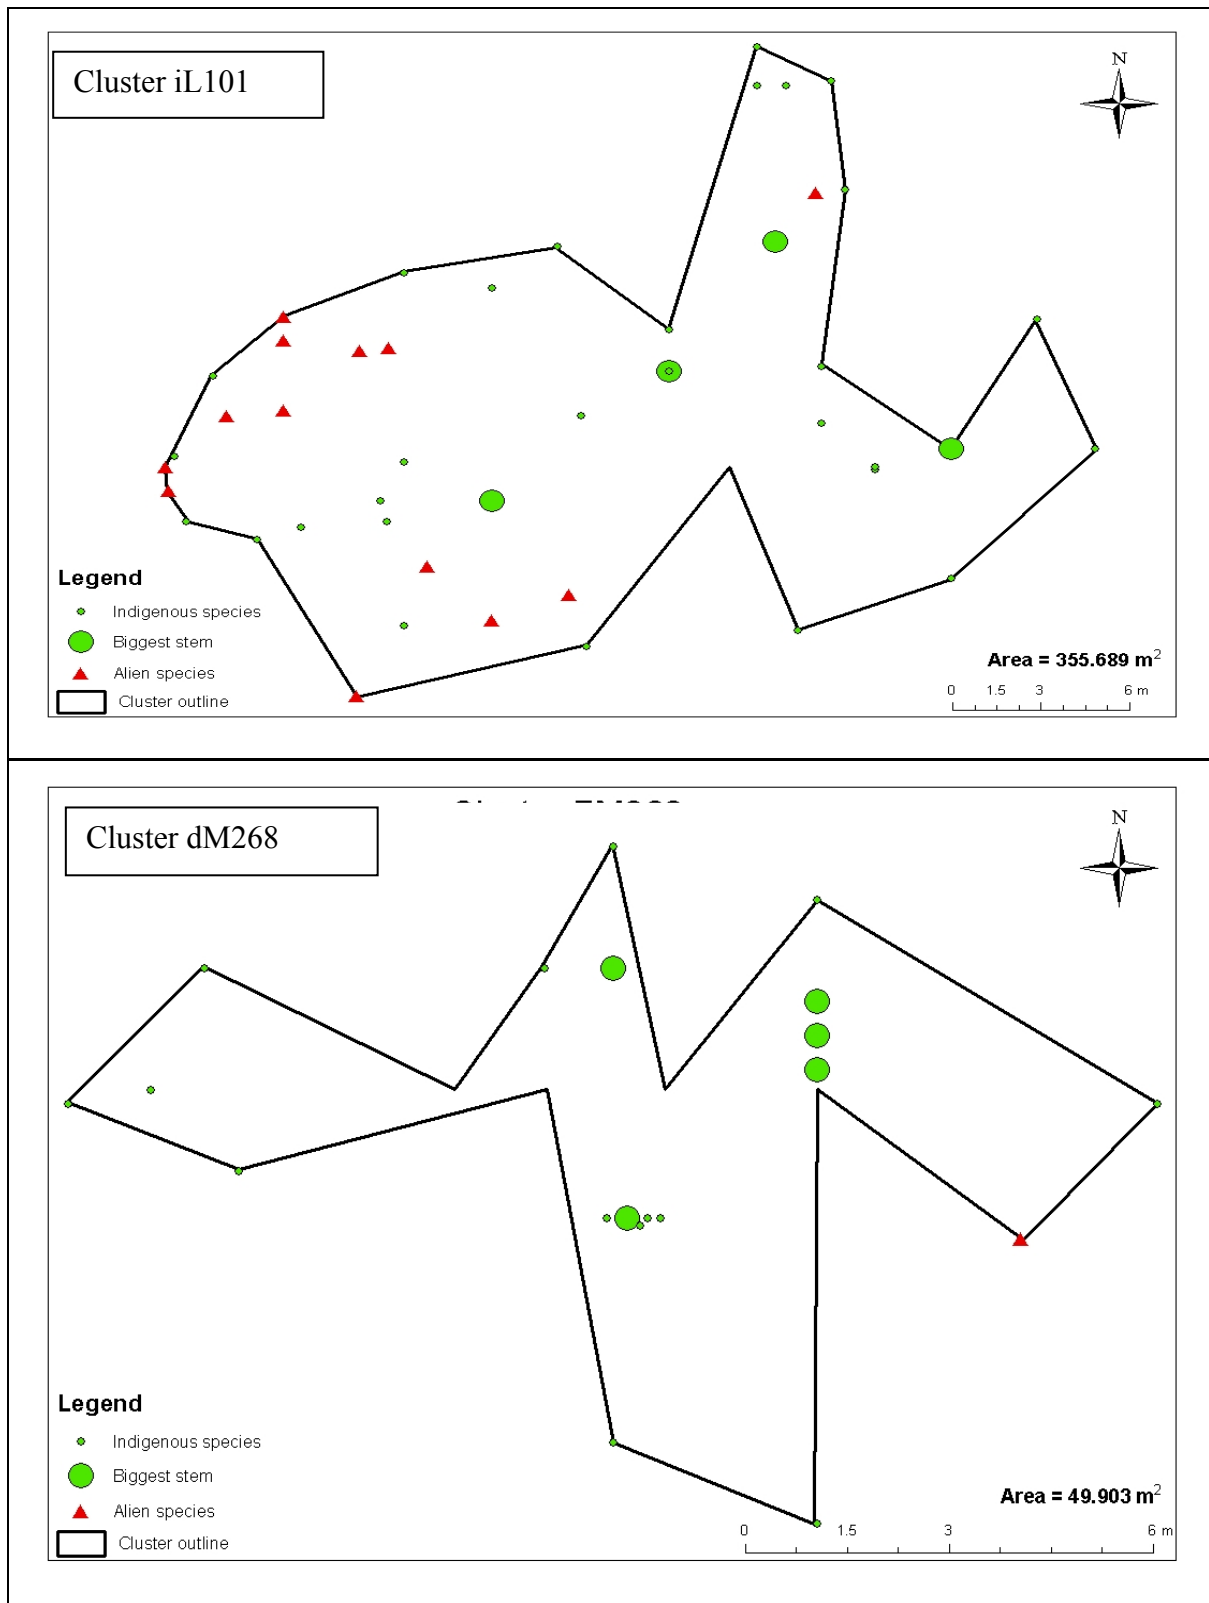 Cluster iL101
N
Legend
Indigenous species
Biggest stem
Alien species
Cluster outline
Area = 355.689 m²
0 1.5 3 6 m
Cluster dM268
N
Legend
Indigenous species
Biggest stem
Alien species
Cluster outline
Area = 49.903 m²
0 1.5 3 6 m